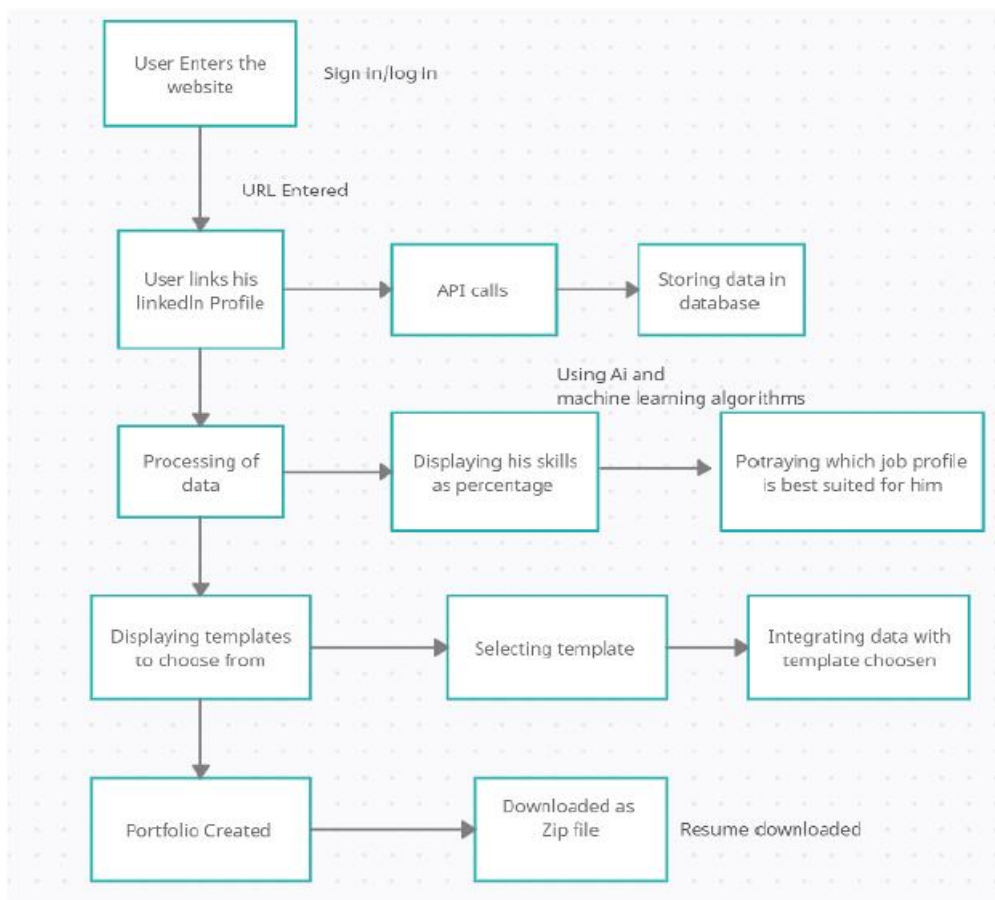 User Enters the
website
Sign in/log in
URL Entered
User links his
linkedIn Profile
API calls
Storing data in
database
Using Ai and
machine learning algorithms
Processing of
data
Displaying his skills
as percentage
Potraying which job profile
is best suited for him
Displaying templates
to choose from
Selecting template
Integrating data with
template choosen
Portfolio Created
Downloaded as
Zip file
Resume downloaded